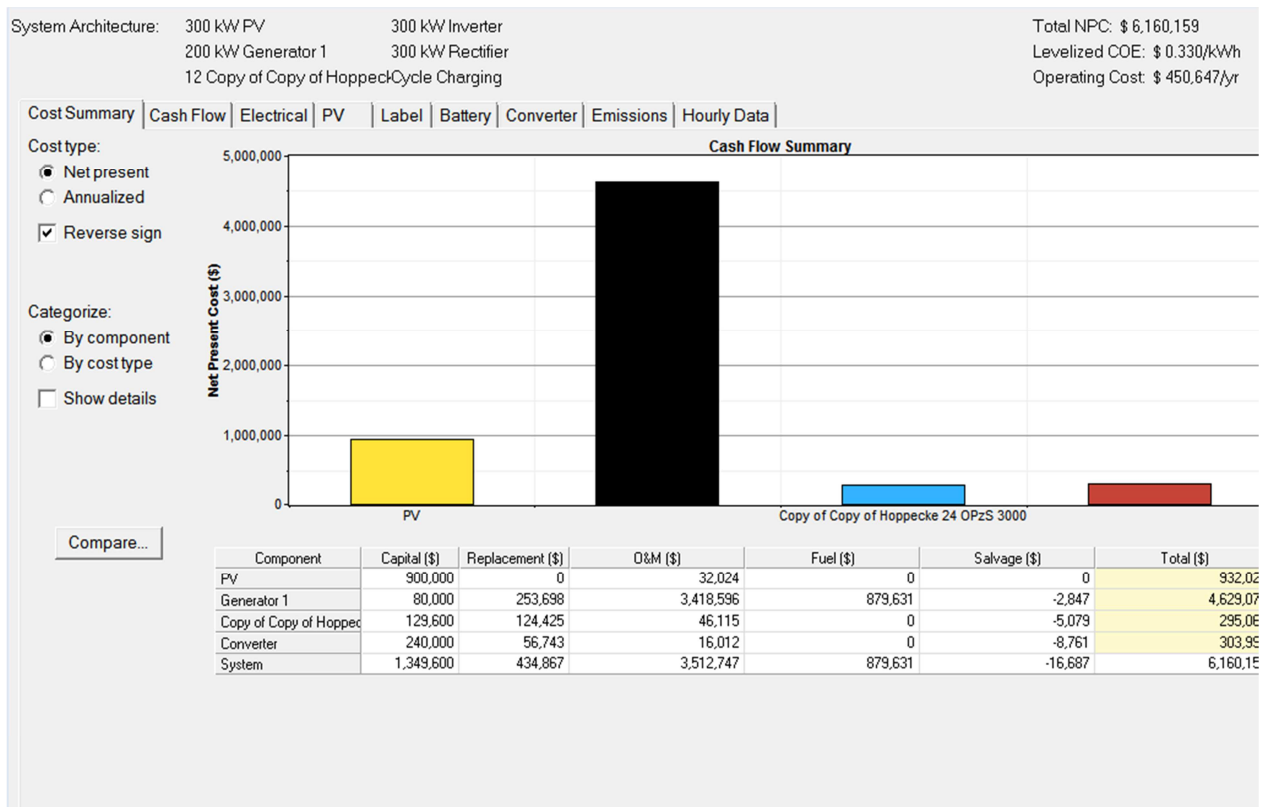 System Architecture: 300 kW PV 300 kW Inverter Total NPC: $ 6,160,159
200 kW Generator 1 300 kW Rectifier Levelized COE: $ 0.330/kWh
12 Copy of Copy of Hoppeck Cycle Charging Operating Cost: $ 450,647/yr
Cost Summary Cash Flow Electrical PV Label Battery Converter Emissions Hourly Data
Cost type:
Net present
Annualized
Reverse sign
Categorize:
By component
By cost type
Show details
Compare...
Cash Flow Summary
Net Present Cost ($)
5,000,000
4,000,000
3,000,000
2,000,000
1,000,000
0
PV Copy of Copy of Hoppecke 24 OPzS 3000
Component Capital ($) Replacement ($) O&M ($) Fuel ($) Salvage ($) Total ($)
PV 900,000 0 32,024 0 0 932,02
Generator 1 80,000 253,698 3,418,596 879,631 -2,847 4,629,07
Copy of Copy of Hoppec 129,600 124,425 46,115 0 -5,079 295,06
Converter 240,000 56,743 16,012 0 -8,761 303,99
System 1,349,600 434,867 3,512,747 879,631 -16,687 6,160,15